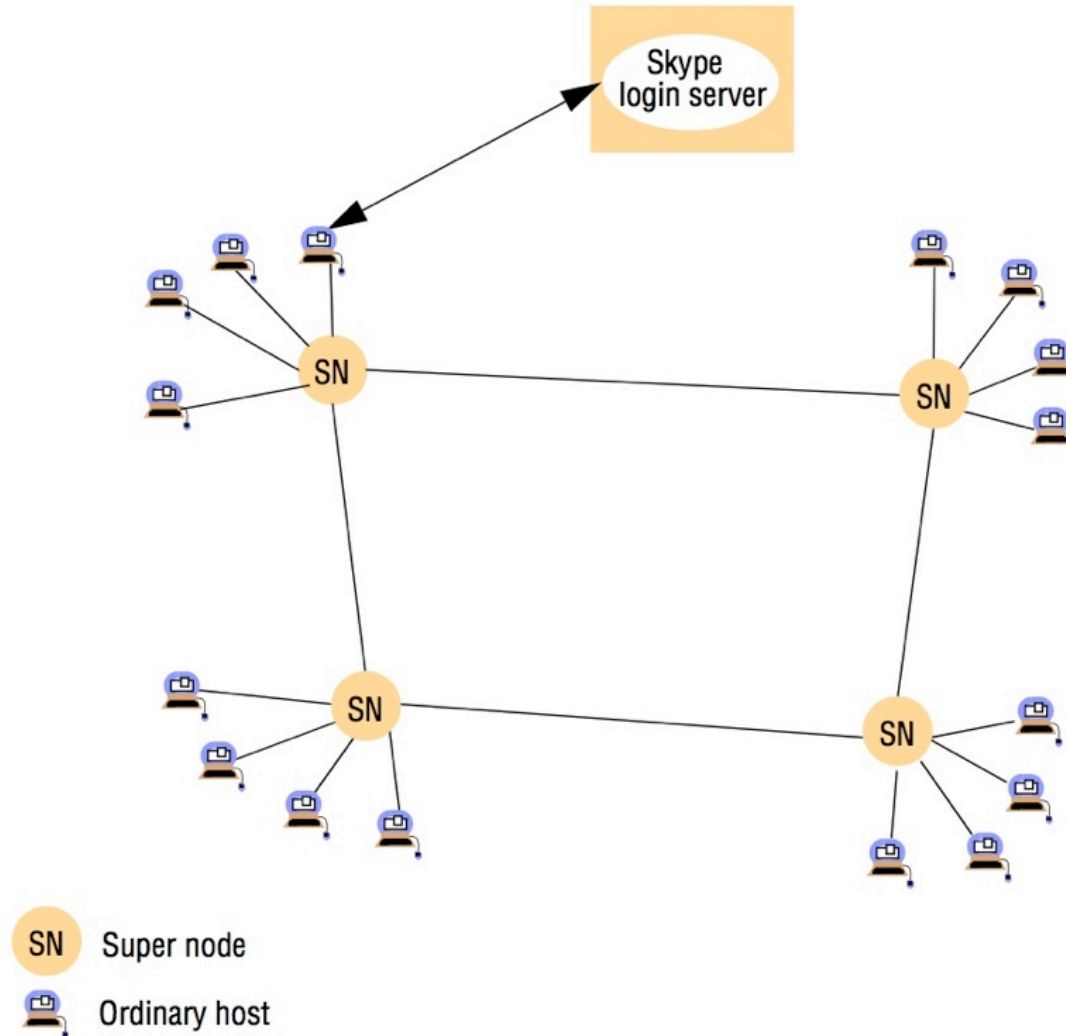 Skype
login server
SN
SN
SN
SN
SN Super node
Ordinary host